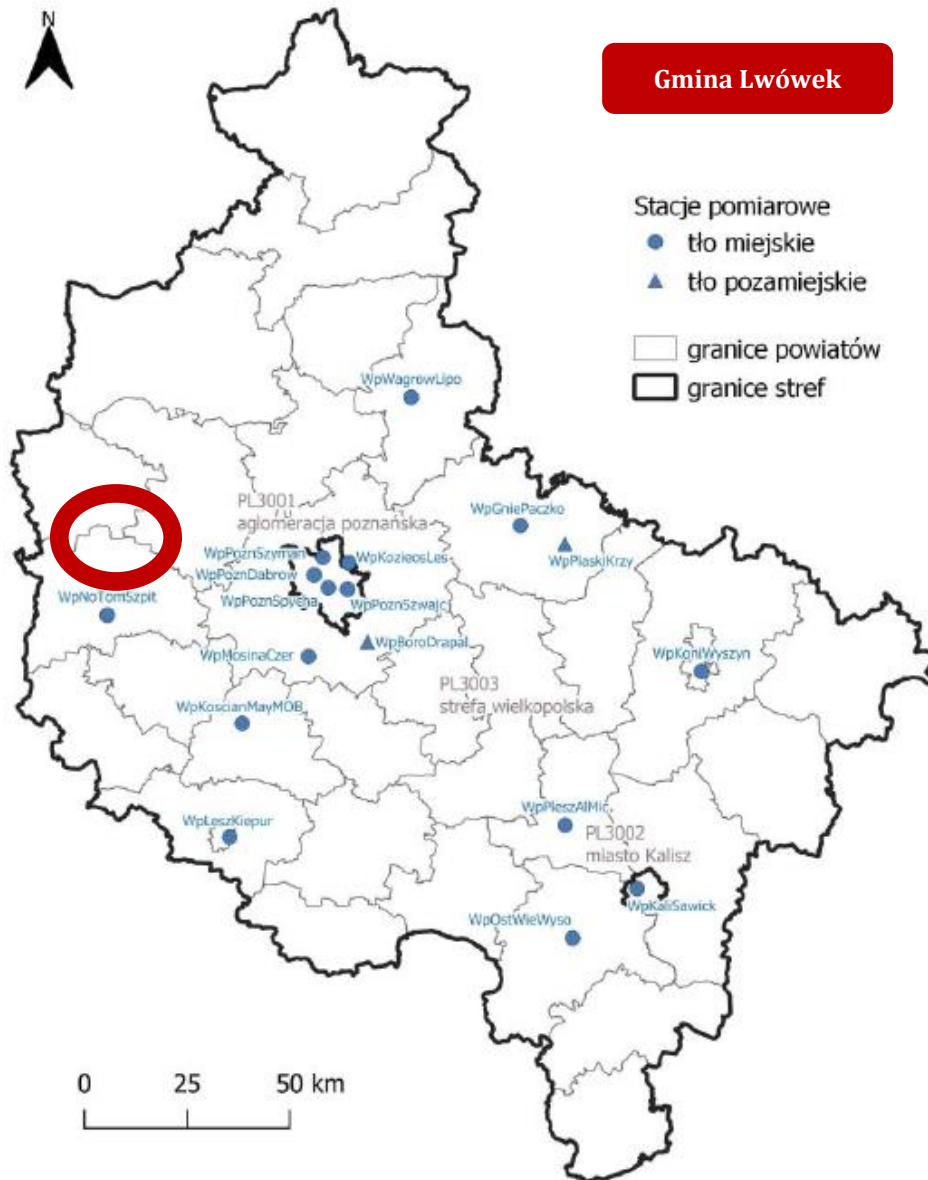 N
Gmina Lwówek
Stacje pomiarowe
tło miejskie
tło pozamiejskie
granice powiatów
granice stref
WpWagrowLipo
PL3001
aglomeracja poznańska
WpGniePaczko
WpPoznSzyman
WpKozieosLes
WpPlaskiKrzy
WpPoznDabrow
WpNoTomSzpit
WpPoznSpycha
WpPoznSzwajc
WpBoroDrapal
WpMosinaCzer
WpKoniWyszyn
PL3003
strefa wielkopolska
WpKoscianMayMOB
WpPleszAlMic
WpLeszKiepur
PL3002
miasto Kalisz
WpKaliSawick
WpOstWieWyso
0 25 50 km